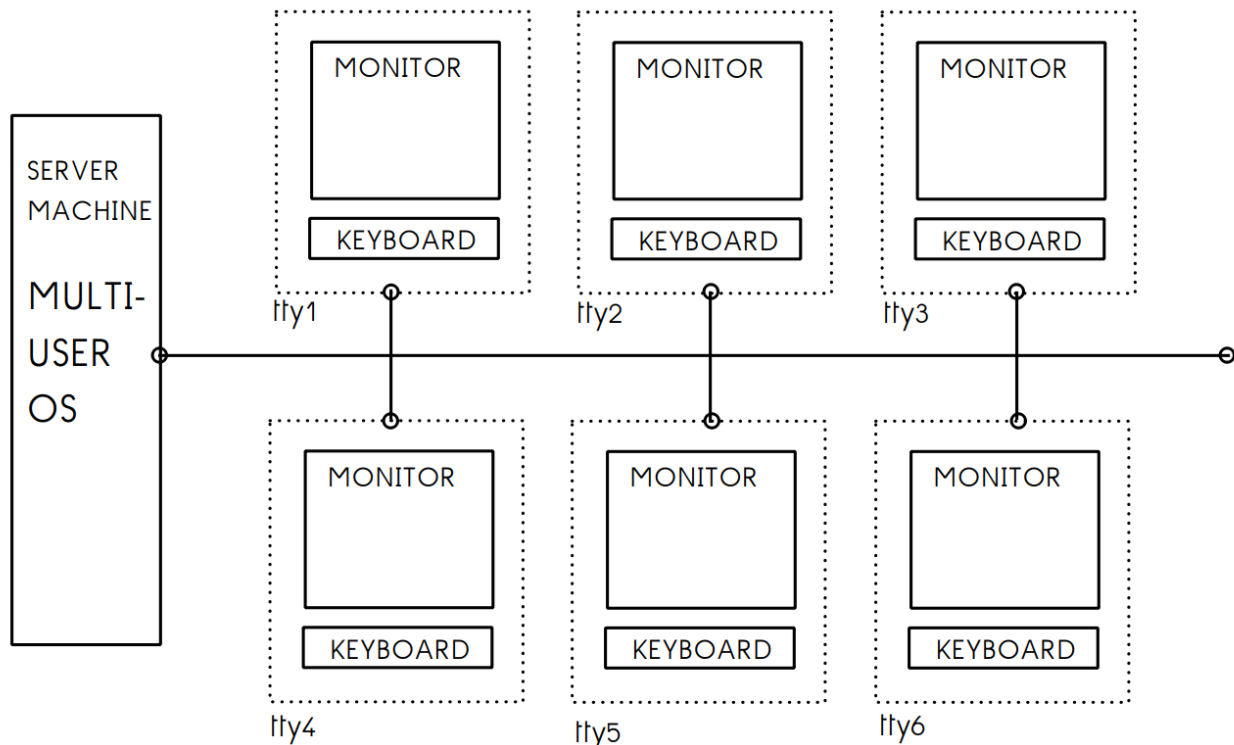 SERVER
MACHINE
MULTI-
USER
OS
MONITOR
KEYBOARD
tty1
MONITOR
KEYBOARD
tty2
MONITOR
KEYBOARD
tty3
MONITOR
KEYBOARD
tty4
MONITOR
KEYBOARD
tty5
MONITOR
KEYBOARD
tty6